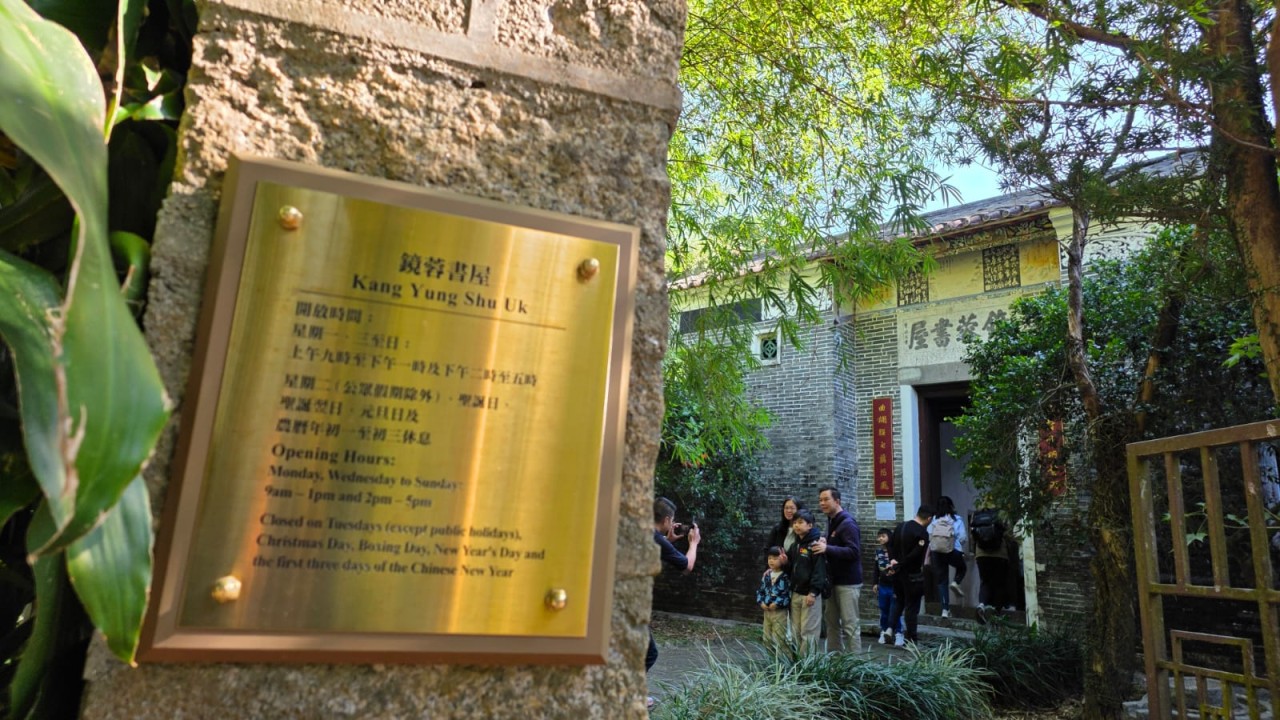 鏡蓉書屋
Kang Yung Shu Uk
開放時間：
星期一、三至日：
上午九時至下午一時及下午二時至五時
星期二（公眾假期除外）、聖誕日、
聖誕翌日、元旦日及
農曆年初一至初三休息
Opening Hours:
Monday, Wednesday to Sunday:
9am – 1pm and 2pm – 5pm
Closed on Tuesdays (except public holidays),
Christmas Day, Boxing Day, New Year's Day and
the first three days of the Chinese New Year
屋書蓉